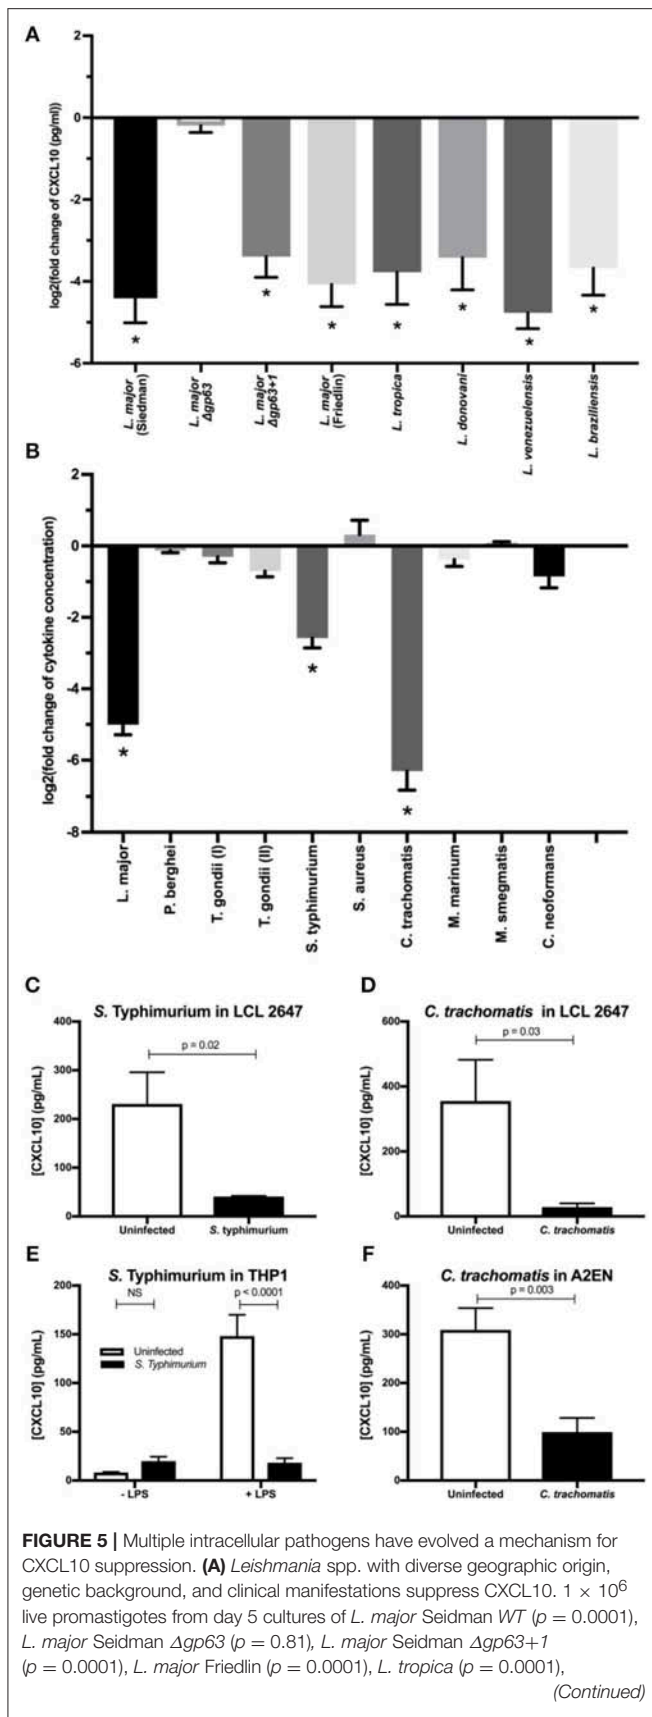 A
2
0
-2
-4
-6
log2(fold change of CXCL10 (pg/ml))
* * * * * * *
L. major (Siedman)
L. major Δgp63
L. major Δgp63+1
L. major (Friedlin)
L. tropica
L. donovani
L. venezuelensis
L. braziliensis
B
2
0
-2
-4
-6
-8
log2(fold change of cytokine concentration)
* * *
L. major
P. berghei
T. gondii (I)
T. gondii (II)
S. typhimurium
S. aureus
C. trachomatis
M. marinum
M. smegmatis
C. neoformans
C
S. Typhimurium in LCL 2647
400
300
200
100
0
[CXCL10] (pg/mL)
p = 0.02
Uninfected
S. typhimurium
D
C. trachomatis in LCL 2647
600
400
200
0
[CXCL10] (pg/mL)
p = 0.03
Uninfected
C. trachomatis
E
S. Typhimurium in THP1
200
150
100
50
0
[CXCL10] (pg/mL)
NS
p < 0.0001
Uninfected
S. Typhimurium
- LPS
+ LPS
F
C. trachomatis in A2EN
400
300
200
100
0
[CXCL10] (pg/mL)
p = 0.003
Uninfected
C. trachomatis
FIGURE 5 | Multiple intracellular pathogens have evolved a mechanism for
CXCL10 suppression. (A) Leishmania spp. with diverse geographic origin,
genetic background, and clinical manifestations suppress CXCL10. 1 × 10⁶
live promastigotes from day 5 cultures of L. major Seidman WT (p = 0.0001),
L. major Seidman Δgp63 (p = 0.81), L. major Seidman Δgp63+1
(p = 0.0001), L. major Friedlin (p = 0.0001), L. tropica (p = 0.0001),
(Continued)